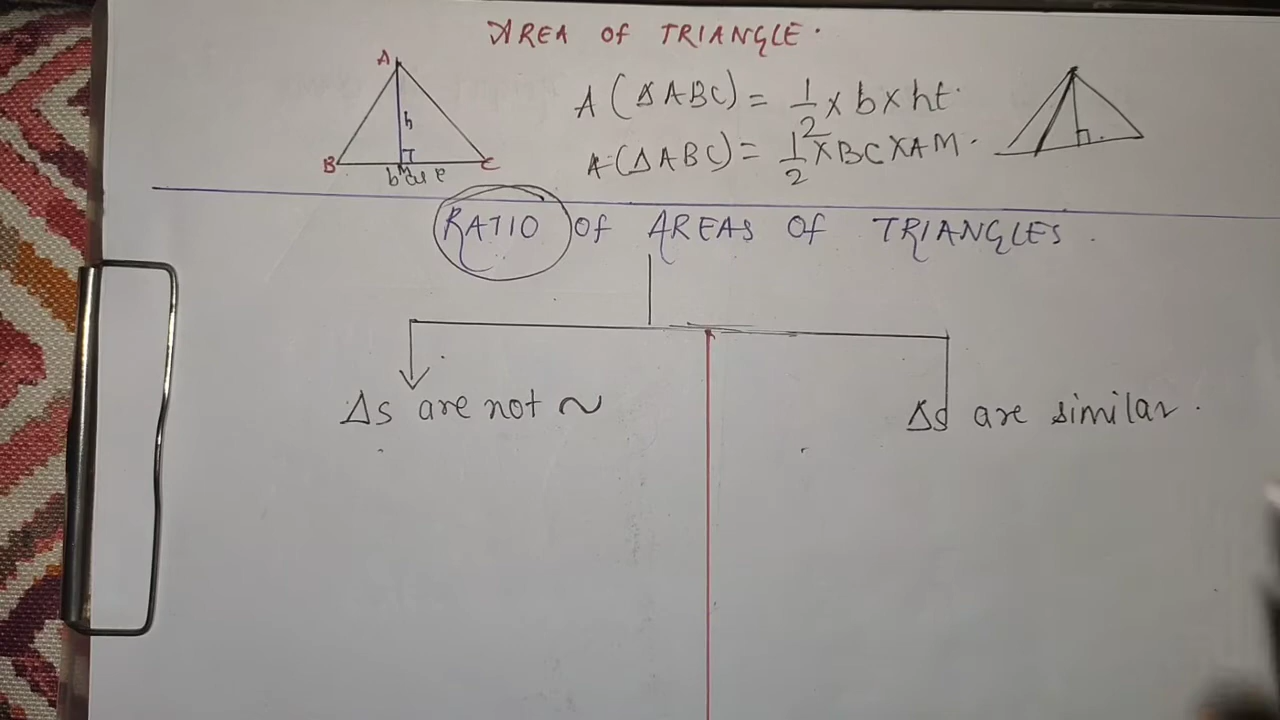 AREA OF TRIANGLE.
A
A (ΔABC) = 1/2 × b × ht.
h
A (ΔABC) = 1/2 × BC × AM.
B M C
RATIO OF AREAS OF TRIANGLES.
Δs are not ~
Δs are similar.